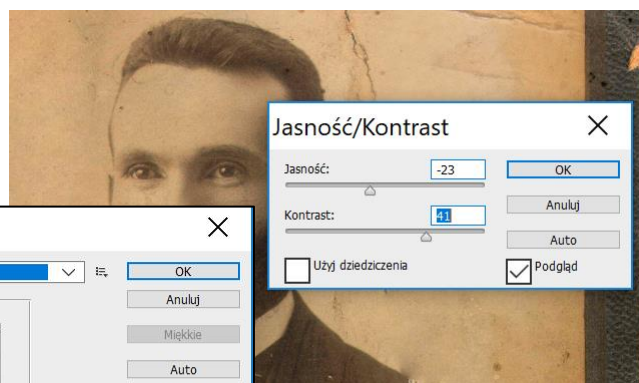 Jasność/Kontrast
Jasność: -23 OK
Kontrast: 41 Anuluj
Auto
Użyj dziedziczenia Podgląd
OK
Anuluj
Miękkie
Auto